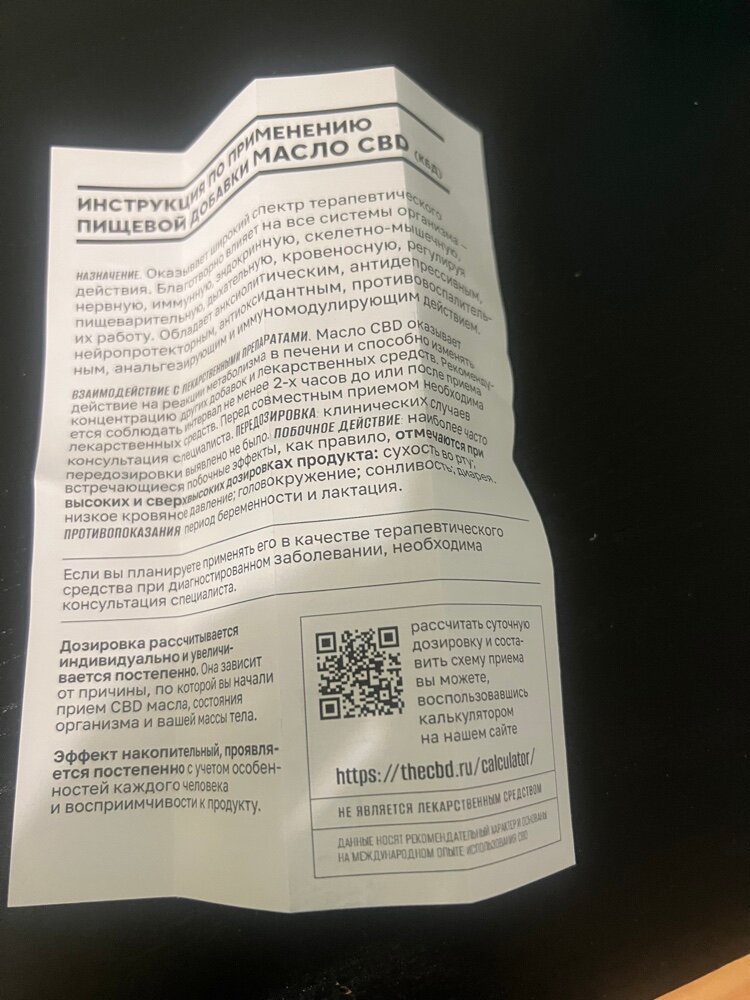 ИНСТРУКЦИЯ ПО ПРИМЕНЕНИЮ
ПИЩЕВОЙ ДОБАВКИ МАСЛО CBD (КБД)
НАЗНАЧЕНИЕ. Оказывает широкий спектр терапевтического
действия. Благотворно влияет на все системы организма –
нервную, иммунную, эндокринную, скелетно-мышечную,
пищеварительную, дыхательную, кровеносную, регулируя
их работу. Обладает анксиолитическим, антидепрессивным,
нейропротекторным, антиоксидантным, противовоспалитель-
ным, анальгезирующим и иммуномодулирующим действием.
ВЗАИМОДЕЙСТВИЕ С ЛЕКАРСТВЕННЫМИ ПРЕПАРАТАМИ. Масло CBD оказывает
действие на реакции метаболизма в печени и способно изменять
концентрацию других добавок и лекарственных средств. Рекоменду-
ется соблюдать интервал не менее 2-х часов до или после приема
лекарственных средств. Перед совместным приемом необходима
консультация специалиста. ПЕРЕДОЗИРОВКА: клинических случаев
передозировки выявлено не было. ПОБОЧНОЕ ДЕЙСТВИЕ: наиболее часто
встречающиеся побочные эффекты, как правило, отмечаются при
высоких и сверхвысоких дозировках продукта: сухость во рту;
низкое кровяное давление; головокружение; сонливость; диарея.
ПРОТИВОПОКАЗАНИЯ период беременности и лактация.
Если вы планируете применять его в качестве терапевтического
средства при диагностированном заболевании, необходима
консультация специалиста.
Дозировка рассчитывается
индивидуально и увеличи-
вается постепенно. Она зависит
от причины, по которой вы начали
прием CBD масла, состояния
организма и вашей массы тела.
Эффект накопительный, проявля-
ется постепенно с учетом особен-
ностей каждого человека
и восприимчивости к продукту.
рассчитать суточную
дозировку и соста-
вить схему приема
вы можете,
воспользовавшись
калькулятором
на нашем сайте
https://thecbd.ru/calculator/
НЕ ЯВЛЯЕТСЯ ЛЕКАРСТВЕННЫМ СРЕДСТВОМ
ДАННЫЕ НОСЯТ РЕКОМЕНДАТЕЛЬНЫЙ ХАРАКТЕР И ОСНОВАНЫ
НА МЕЖДУНАРОДНОМ ОПЫТЕ ИСПОЛЬЗОВАНИЯ CBD